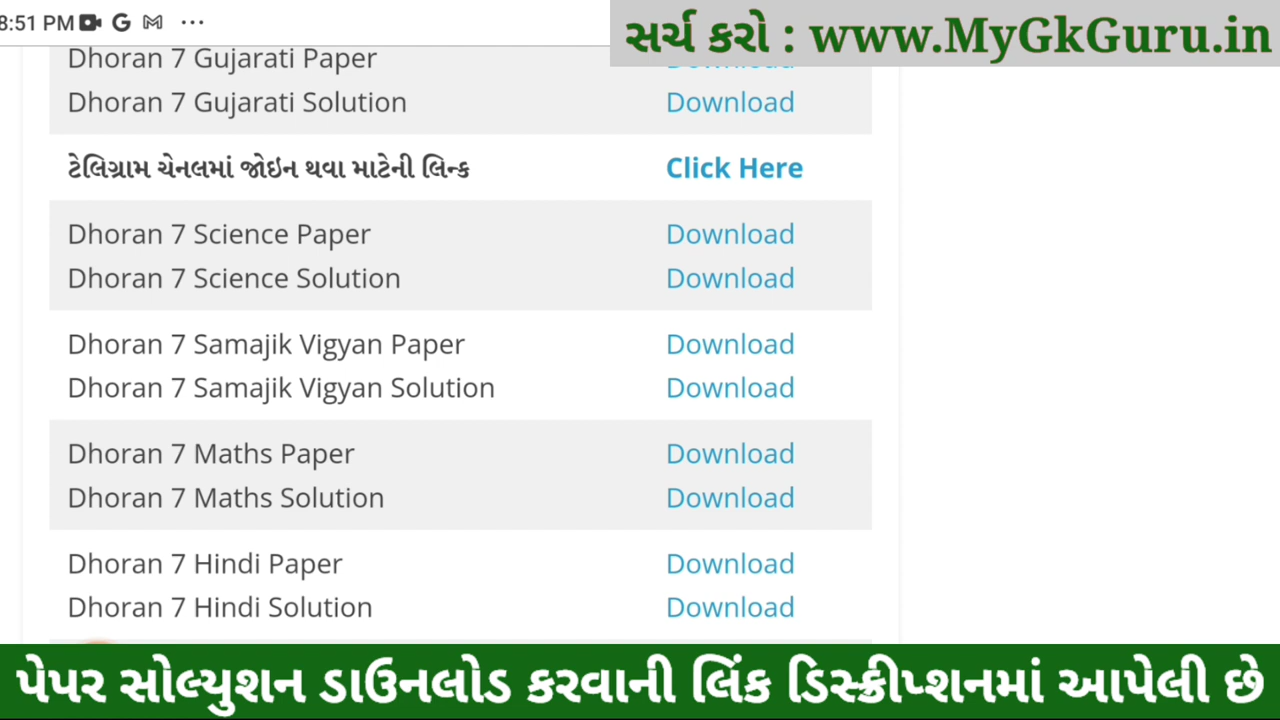 8:51 PM
સર્ચ કરો : www.MyGkGuru.in
Dhoran 7 Gujarati Paper Download
Dhoran 7 Gujarati Solution Download
ટેલિગ્રામ ચેનલમાં જોઇન થવા માટેની લિન્ક Click Here
Dhoran 7 Science Paper Download
Dhoran 7 Science Solution Download
Dhoran 7 Samajik Vigyan Paper Download
Dhoran 7 Samajik Vigyan Solution Download
Dhoran 7 Maths Paper Download
Dhoran 7 Maths Solution Download
Dhoran 7 Hindi Paper Download
Dhoran 7 Hindi Solution Download
પેપર સોલ્યુશન ડાઉનલોડ કરવાની લિંક ડિસ્ક્રીપ્શનમાં આપેલી છે